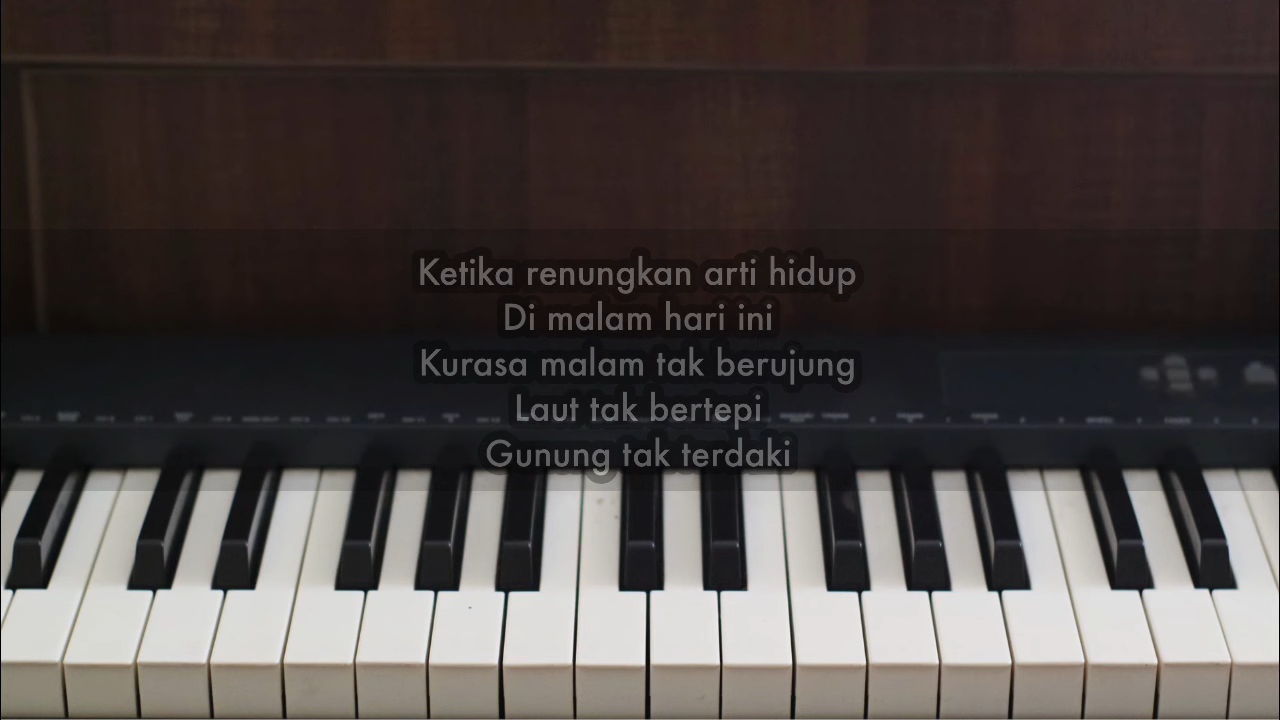 Ketika renungkan arti hidup
Di malam hari ini
Kurasa malam tak berujung
Laut tak bertepi
Gunung tak terdaki